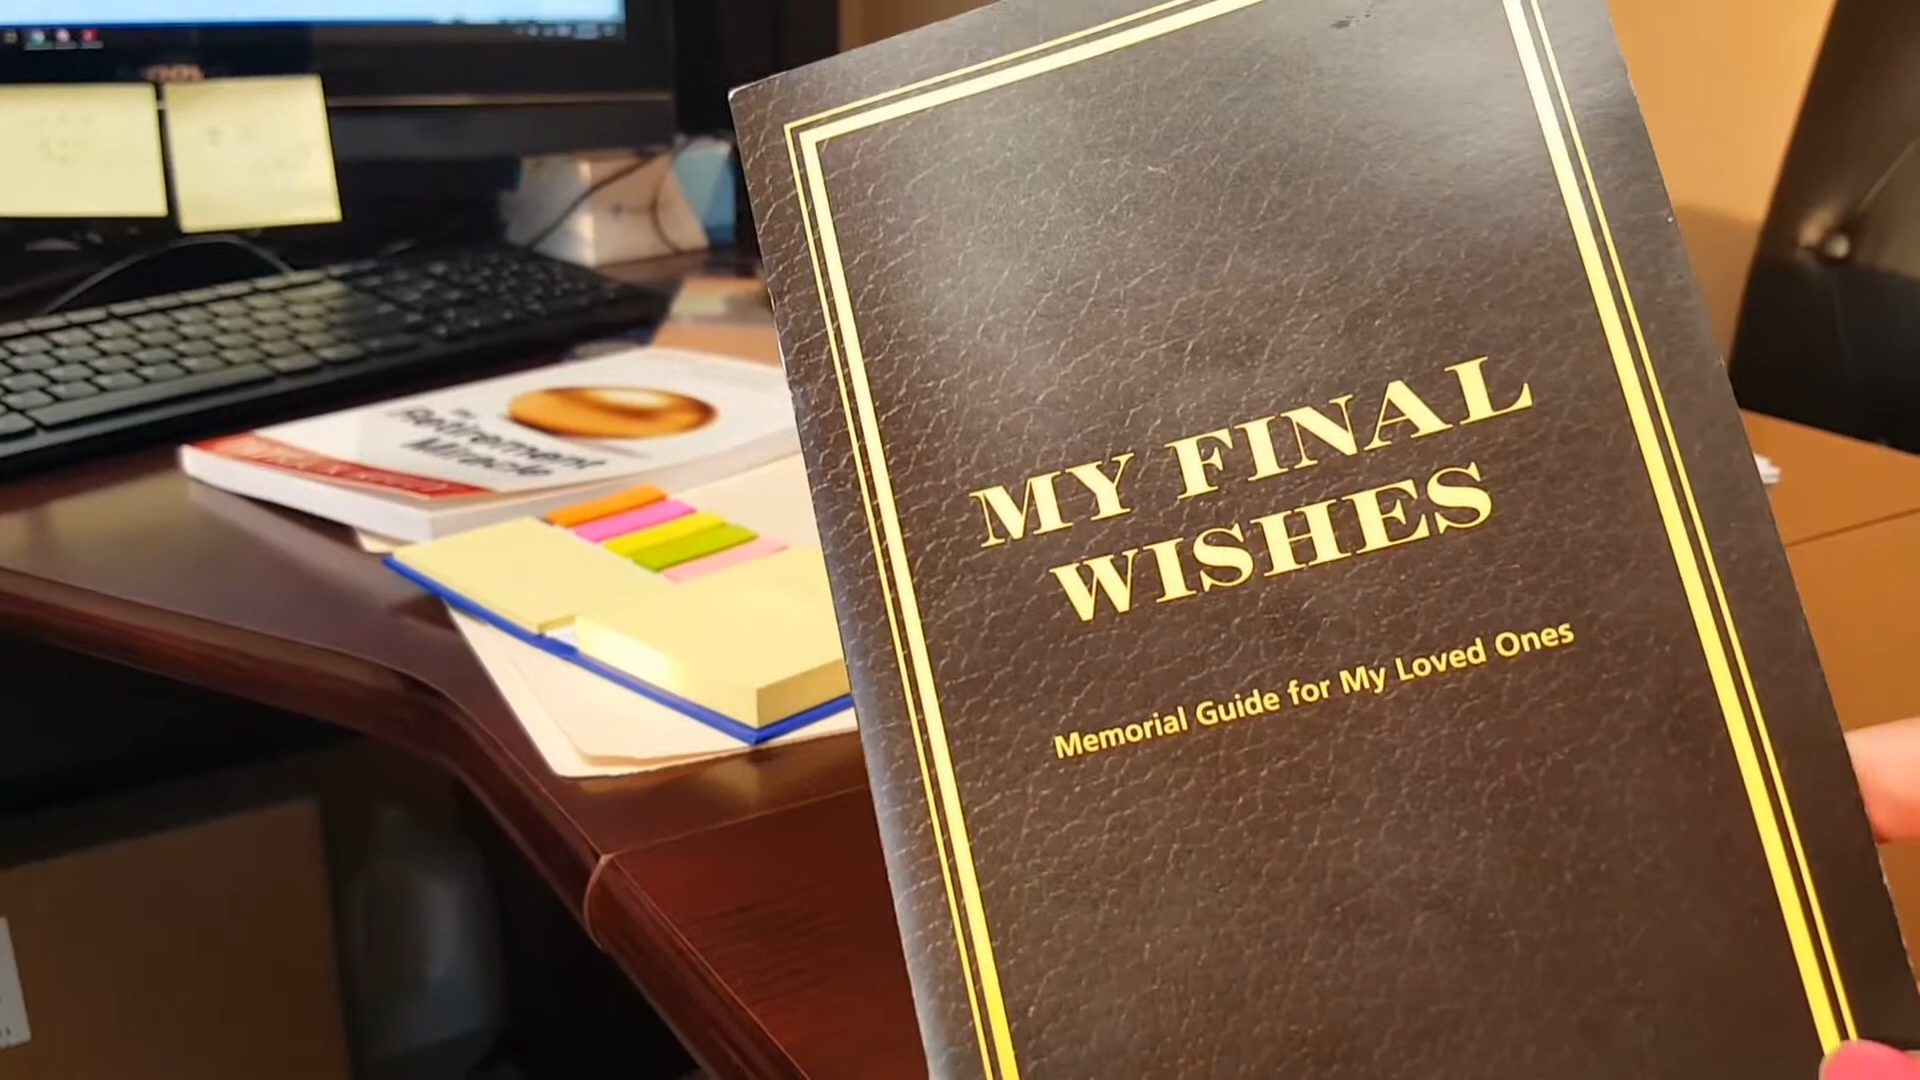 Retirement
Miracle
MY FINAL
WISHES
Memorial Guide for My Loved Ones